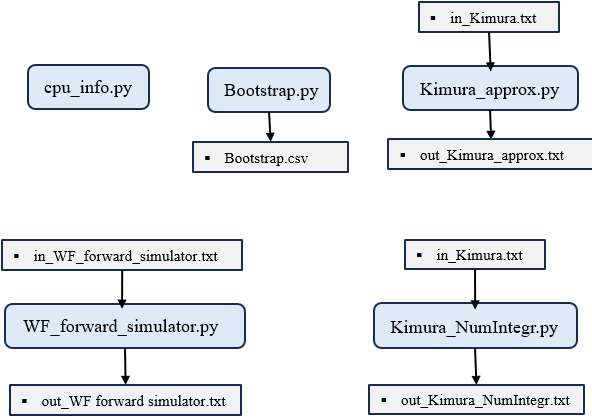 ▪ in_Kimura.txt
cpu_info.py
Bootstrap.py
Kimura_approx.py
▪ Bootstrap.csv
▪ out_Kimura_approx.txt
▪ in_WF_forward_simulator.txt
▪ in_Kimura.txt
WF_forward_simulator.py
Kimura_NumIntegr.py
▪ out_WF forward simulator.txt
▪ out_Kimura_NumIntegr.txt